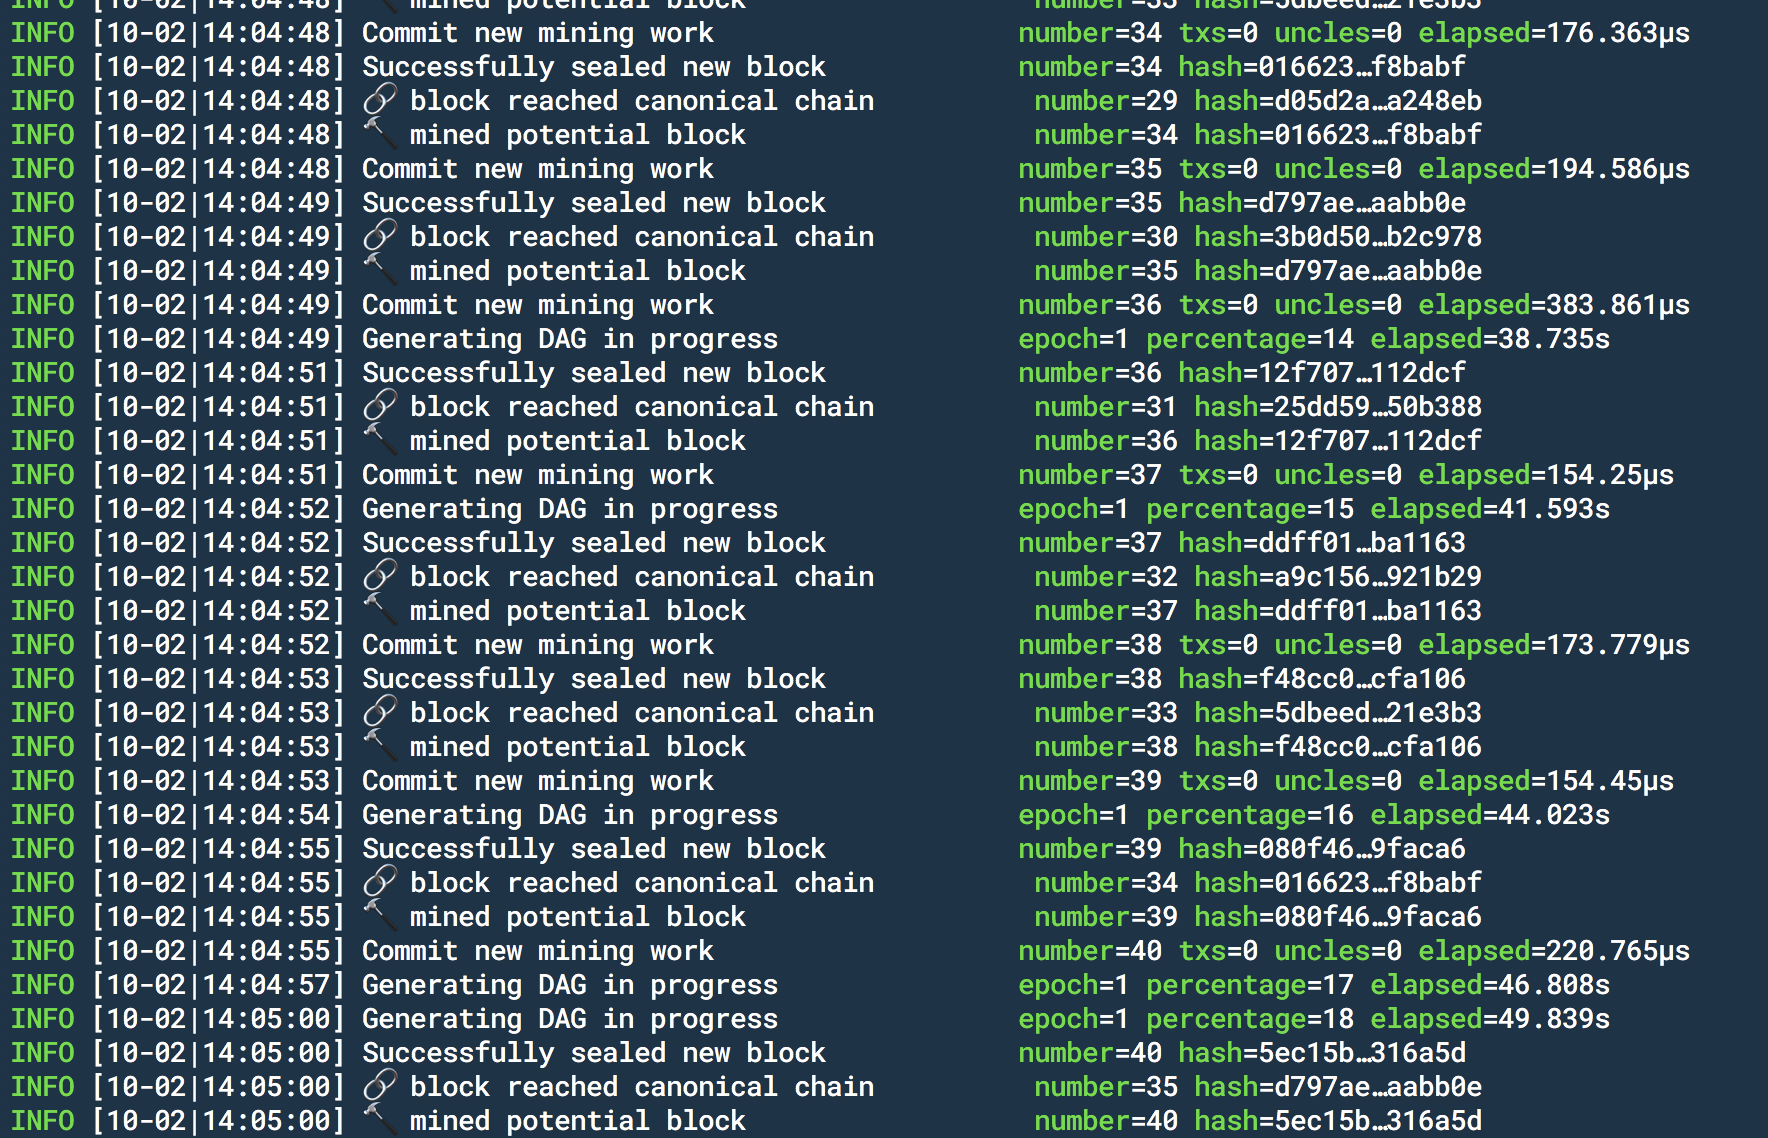 INFO [10-02|14:04:48] 🔨 mined potential block number=33 hash=5dbeed…21e3b3
INFO [10-02|14:04:48] Commit new mining work number=34 txs=0 uncles=0 elapsed=176.363µs
INFO [10-02|14:04:48] Successfully sealed new block number=34 hash=016623…f8babf
INFO [10-02|14:04:48] 🔗 block reached canonical chain number=29 hash=d05d2a…a248eb
INFO [10-02|14:04:48] 🔨 mined potential block number=34 hash=016623…f8babf
INFO [10-02|14:04:48] Commit new mining work number=35 txs=0 uncles=0 elapsed=194.586µs
INFO [10-02|14:04:49] Successfully sealed new block number=35 hash=d797ae…aabb0e
INFO [10-02|14:04:49] 🔗 block reached canonical chain number=30 hash=3b0d50…b2c978
INFO [10-02|14:04:49] 🔨 mined potential block number=35 hash=d797ae…aabb0e
INFO [10-02|14:04:49] Commit new mining work number=36 txs=0 uncles=0 elapsed=383.861µs
INFO [10-02|14:04:49] Generating DAG in progress epoch=1 percentage=14 elapsed=38.735s
INFO [10-02|14:04:51] Successfully sealed new block number=36 hash=12f707…112dcf
INFO [10-02|14:04:51] 🔗 block reached canonical chain number=31 hash=25dd59…50b388
INFO [10-02|14:04:51] 🔨 mined potential block number=36 hash=12f707…112dcf
INFO [10-02|14:04:51] Commit new mining work number=37 txs=0 uncles=0 elapsed=154.25µs
INFO [10-02|14:04:52] Generating DAG in progress epoch=1 percentage=15 elapsed=41.593s
INFO [10-02|14:04:52] Successfully sealed new block number=37 hash=ddff01…ba1163
INFO [10-02|14:04:52] 🔗 block reached canonical chain number=32 hash=a9c156…921b29
INFO [10-02|14:04:52] 🔨 mined potential block number=37 hash=ddff01…ba1163
INFO [10-02|14:04:52] Commit new mining work number=38 txs=0 uncles=0 elapsed=173.779µs
INFO [10-02|14:04:53] Successfully sealed new block number=38 hash=f48cc0…cfa106
INFO [10-02|14:04:53] 🔗 block reached canonical chain number=33 hash=5dbeed…21e3b3
INFO [10-02|14:04:53] 🔨 mined potential block number=38 hash=f48cc0…cfa106
INFO [10-02|14:04:53] Commit new mining work number=39 txs=0 uncles=0 elapsed=154.45µs
INFO [10-02|14:04:54] Generating DAG in progress epoch=1 percentage=16 elapsed=44.023s
INFO [10-02|14:04:55] Successfully sealed new block number=39 hash=080f46…9faca6
INFO [10-02|14:04:55] 🔗 block reached canonical chain number=34 hash=016623…f8babf
INFO [10-02|14:04:55] 🔨 mined potential block number=39 hash=080f46…9faca6
INFO [10-02|14:04:55] Commit new mining work number=40 txs=0 uncles=0 elapsed=220.765µs
INFO [10-02|14:04:57] Generating DAG in progress epoch=1 percentage=17 elapsed=46.808s
INFO [10-02|14:05:00] Generating DAG in progress epoch=1 percentage=18 elapsed=49.839s
INFO [10-02|14:05:00] Successfully sealed new block number=40 hash=5ec15b…316a5d
INFO [10-02|14:05:00] 🔗 block reached canonical chain number=35 hash=d797ae…aabb0e
INFO [10-02|14:05:00] 🔨 mined potential block number=40 hash=5ec15b…316a5d